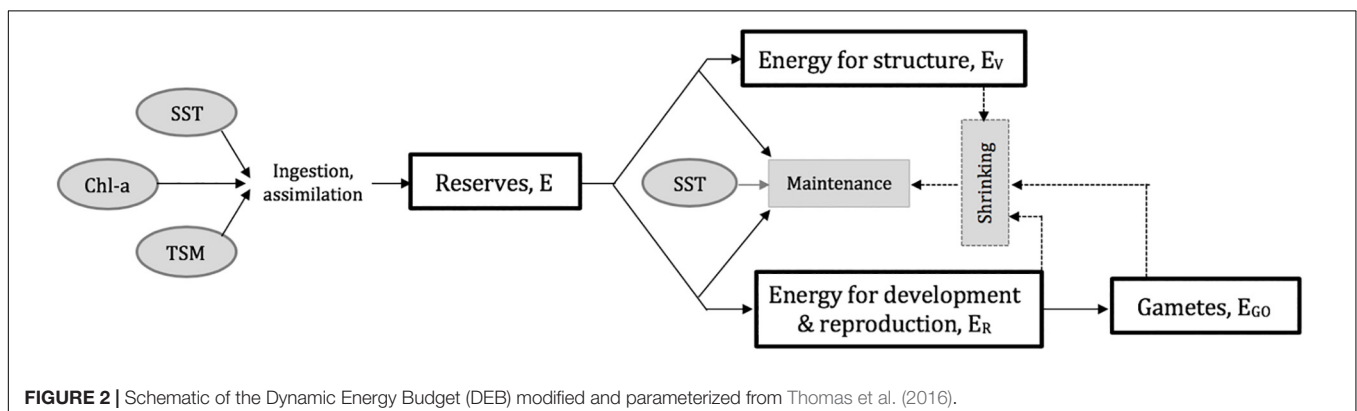 SST
Chl-a
TSM
Ingestion,
assimilation
Reserves, E
Energy for structure, EV
SST
Maintenance
Shrinking
Energy for development
& reproduction, ER
Gametes, EGO
FIGURE 2 | Schematic of the Dynamic Energy Budget (DEB) modified and parameterized from Thomas et al. (2016).